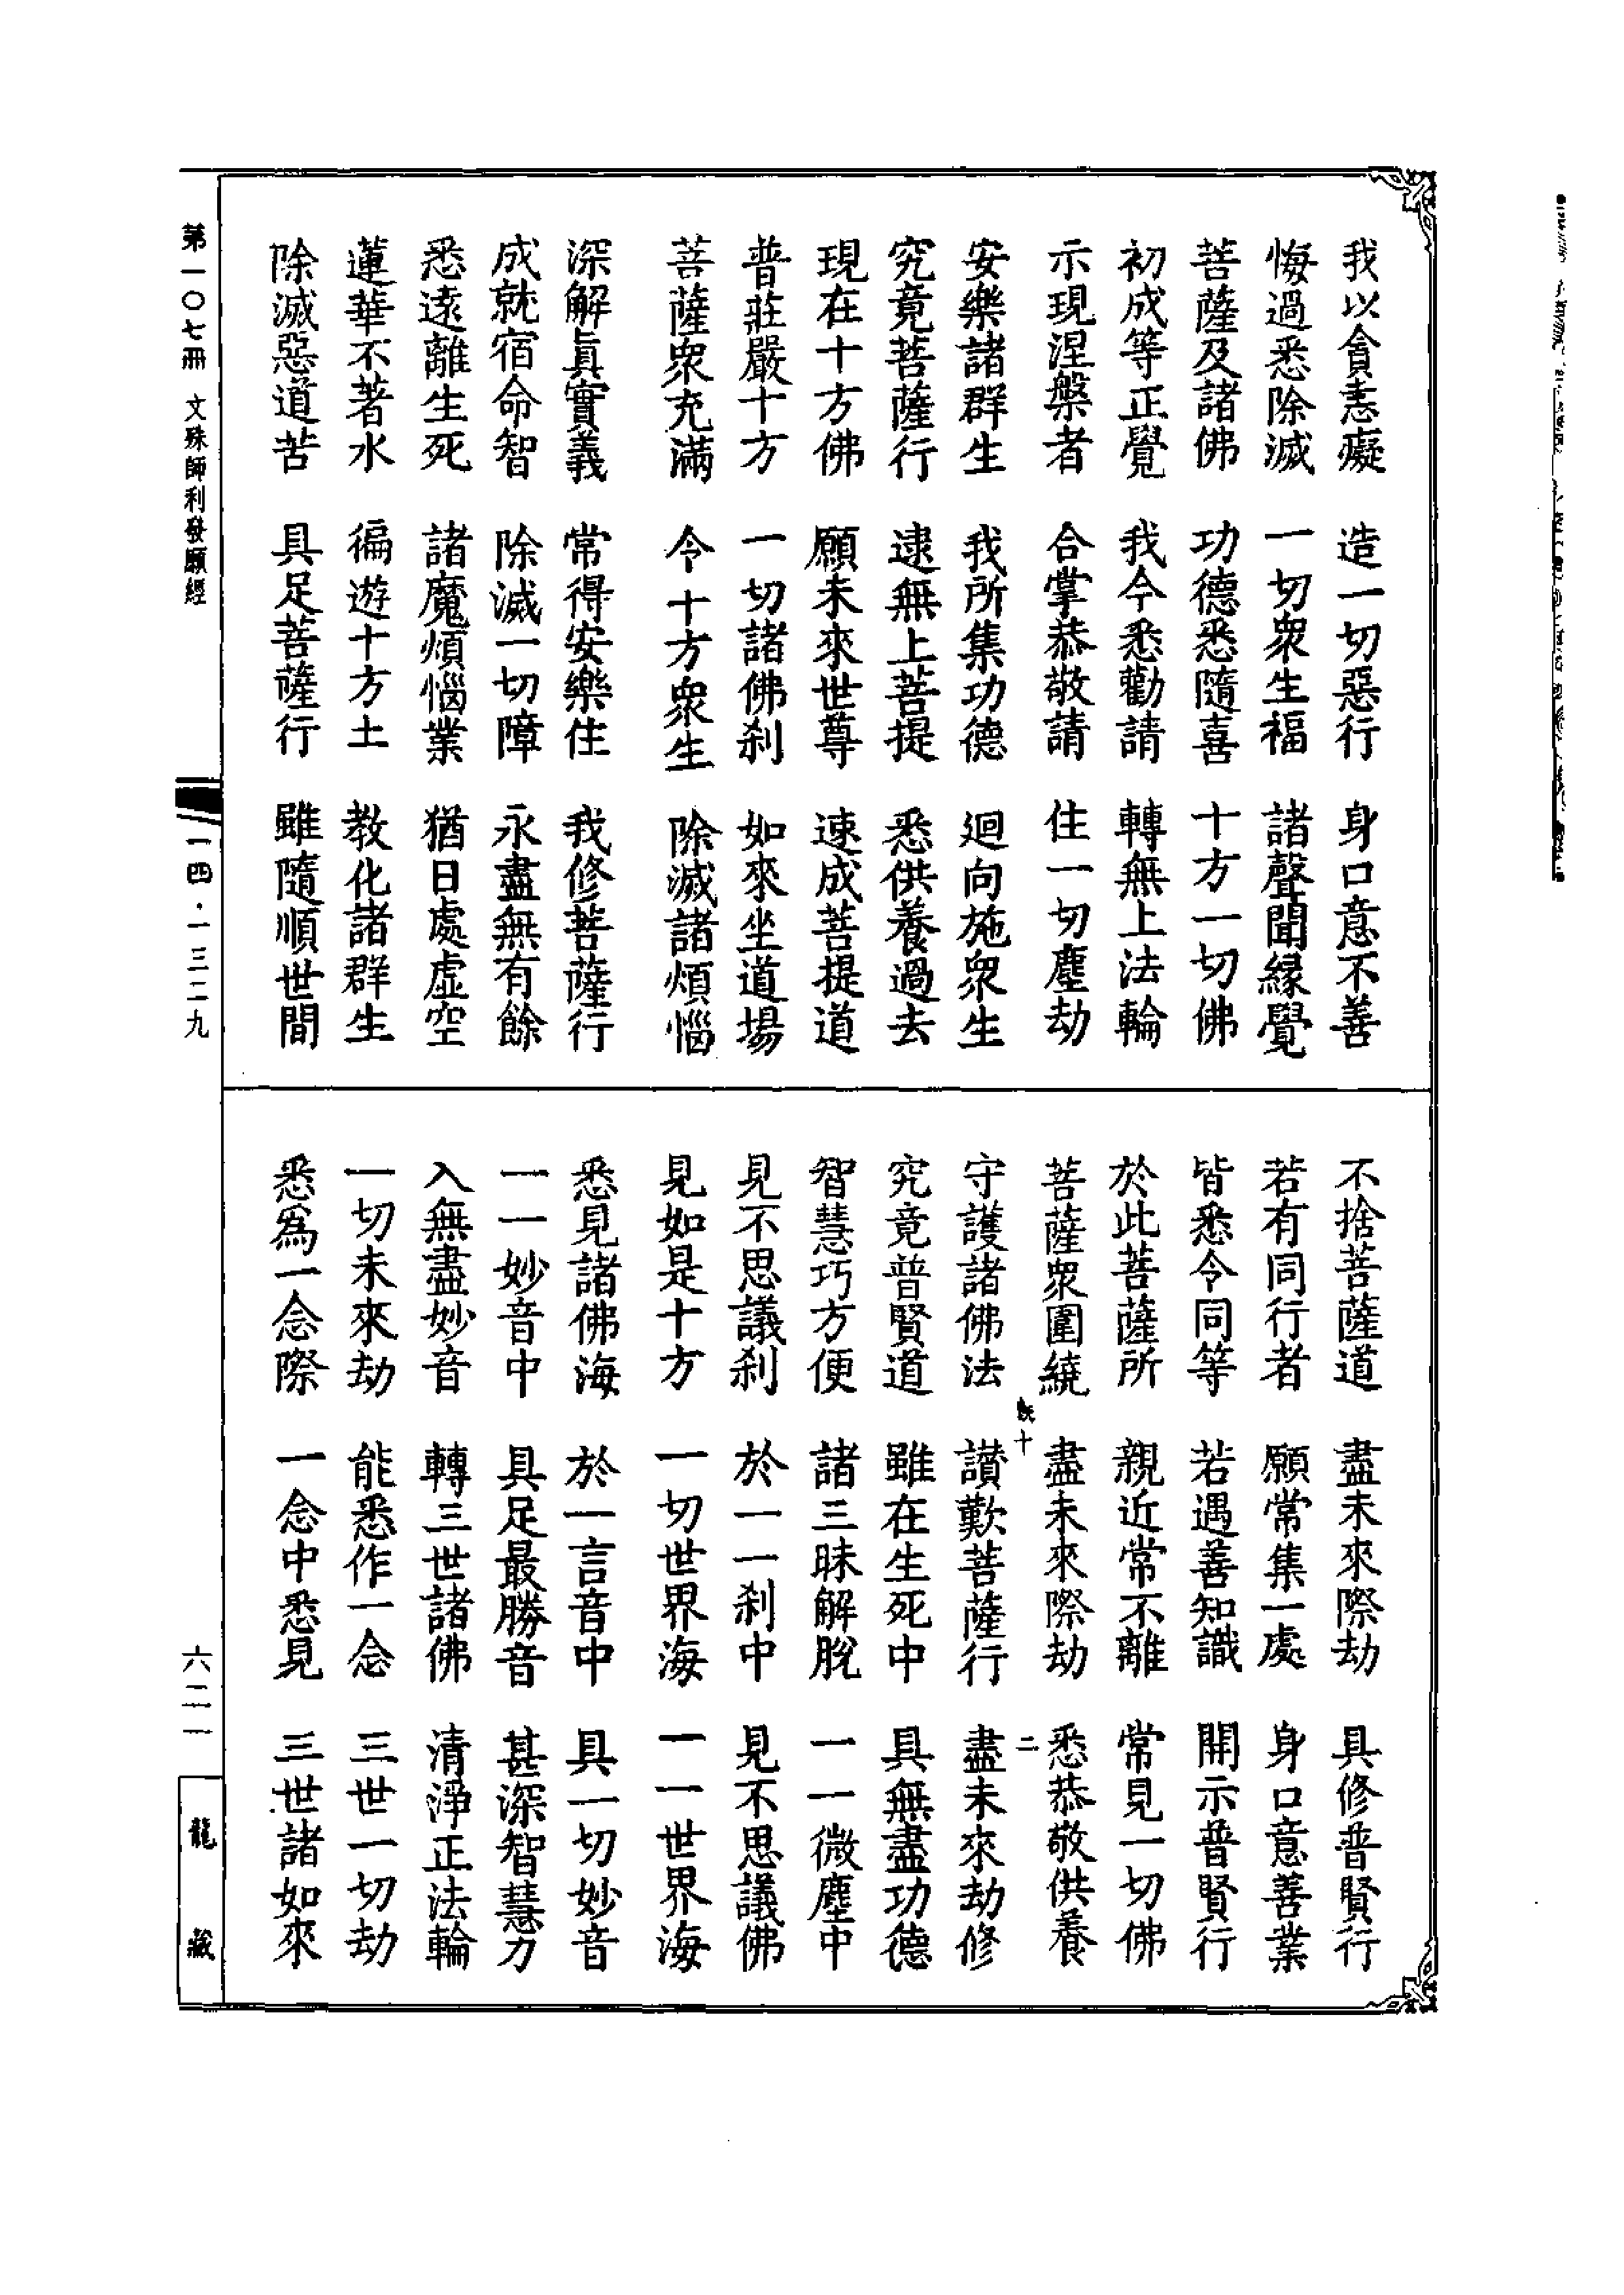 我以貪恚癡　造一切惡行　身口意不善
悔過悉除滅　一切衆生福　諸聲聞緣覺
菩薩及諸佛　功德悉隨喜　十方一切佛
初成等正覺　我今悉勸請　轉無上法輪
示現涅槃者　合掌恭敬請　住一切塵劫
安樂諸群生　我所集功德　迴向施衆生
究竟菩薩行　逮無上菩提　悉供養過去
現在十方佛　願未來世尊　速成菩提道
普莊嚴十方　一切諸佛刹　如來坐道場
菩薩衆充滿　令十方衆生　除滅諸煩惱
深解眞實義　常得安樂住　我修菩薩行
成就宿命智　除滅一切障　永盡無有餘
悉遠離生死　諸魔煩惱業　猶日處虛空
蓮華不著水　徧遊十方土　教化諸群生
除滅惡道苦　具足菩薩行　雖隨順世間
不捨菩薩道　盡未來際劫　具修普賢行
若有同行者　願常集一處　身口意善業
皆悉令同等　若遇善知識　開示普賢行
於此菩薩所　親近常不離　常見一切佛
菩薩衆圍繞　盡未來際劫　悉恭敬供養
十　二
守護諸佛法　讃歎菩薩行　盡未來劫修
究竟普賢道　雖在生死中　具無盡功德
智慧巧方便　諸三昧解脫　一一微塵中
見不思議刹　於一一刹中　見不思議佛
見如是十方　一切世界海　一一世界海
悉見諸佛海　於一言音中　具一切妙音
一一妙音中　具足最勝音　甚深智慧力
入無盡妙音　轉三世諸佛　清淨正法輪
一切未來劫　能悉作一念　三世一切劫
悉爲一念際　一念中悉見　三世諸如來
第一〇七冊　文殊師利發願經　一四·一三二九　六二一　龍藏